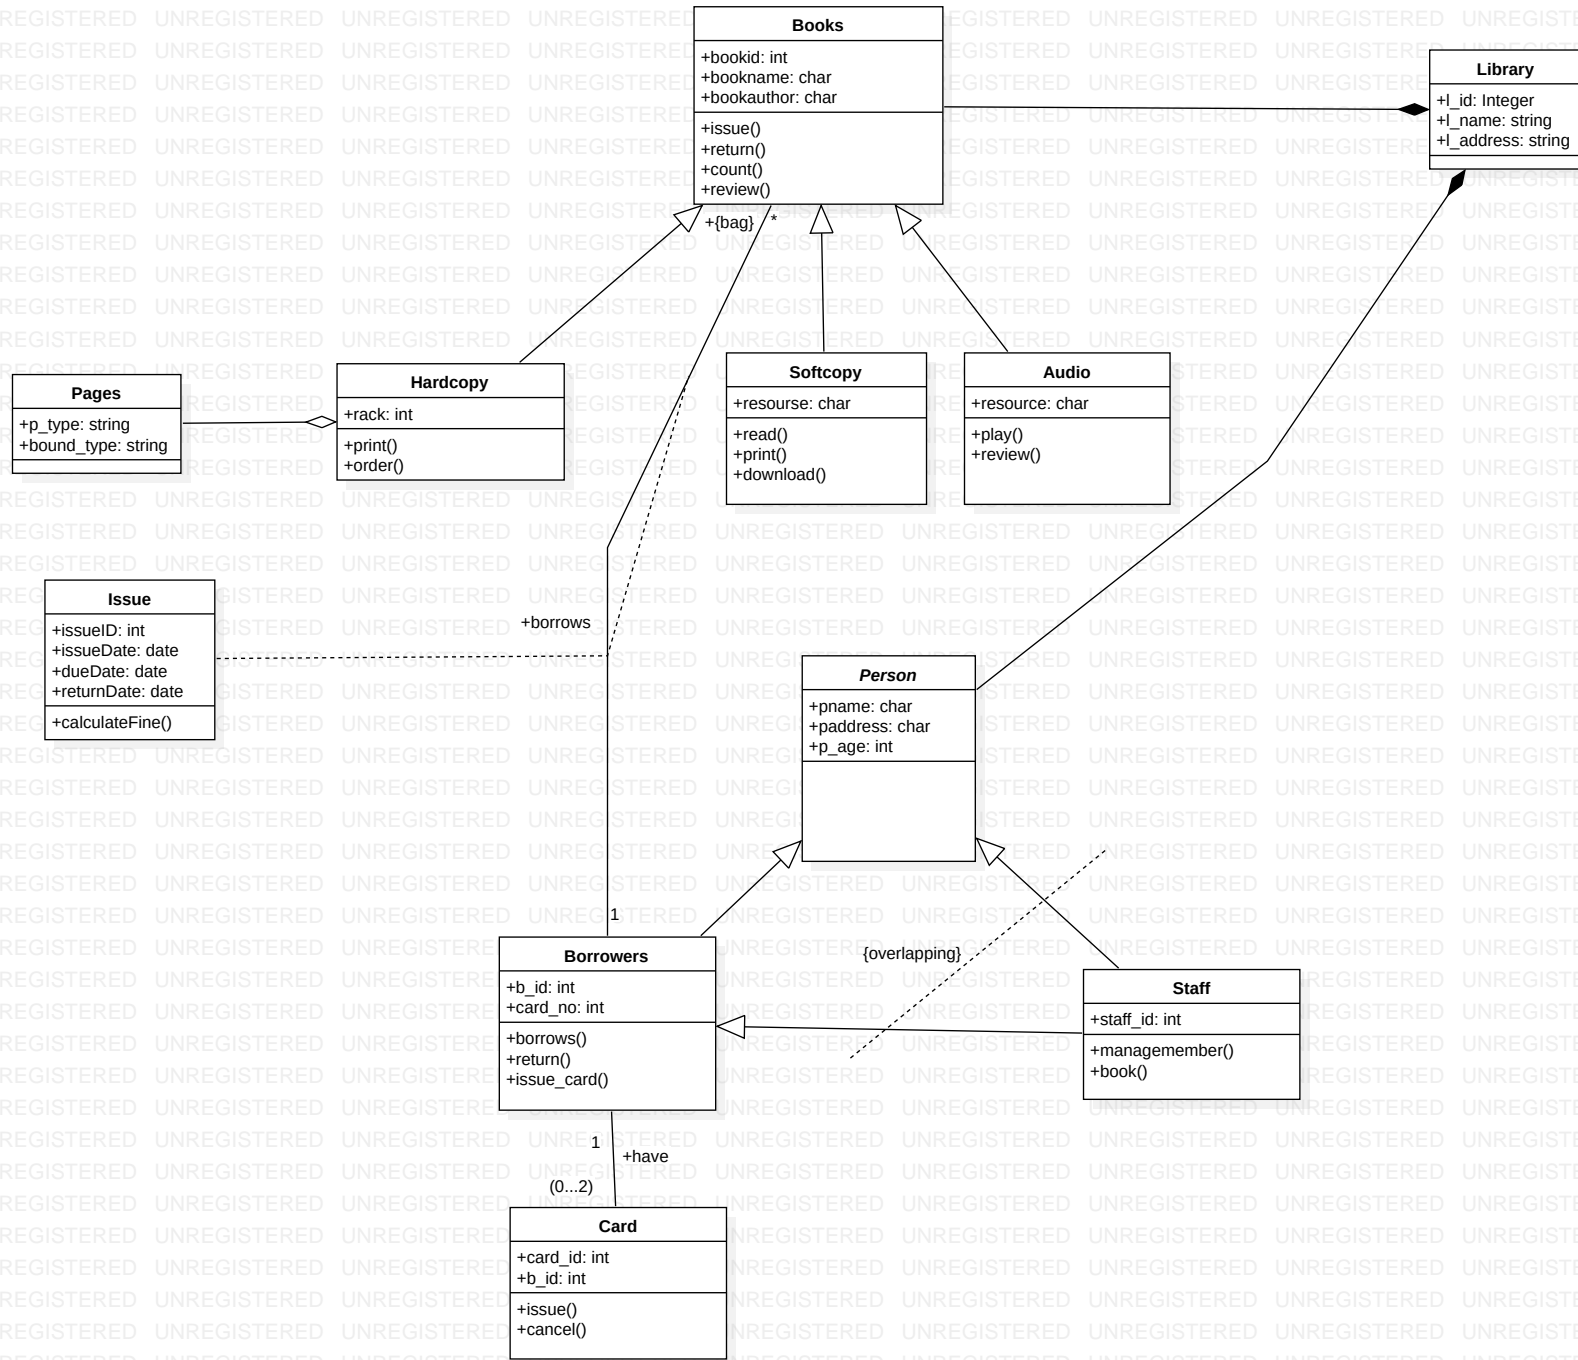 Books
+bookid: int
+bookname: char
+bookauthor: char
+issue()
+return()
+count()
+review()
Library
+l_id: Integer
+l_name: string
+l_address: string
+{bag}
*
Pages
+p_type: string
+bound_type: string
Hardcopy
+rack: int
+print()
+order()
Softcopy
+resourse: char
+read()
+print()
+download()
Audio
+resource: char
+play()
+review()
Issue
+issueID: int
+issueDate: date
+dueDate: date
+returnDate: date
+calculateFine()
+borrows
Person
+pname: char
+paddress: char
+p_age: int
1
{overlapping}
Borrowers
+b_id: int
+card_no: int
+borrows()
+return()
+issue_card()
Staff
+staff_id: int
+managemember()
+book()
1
+have
(0...2)
Card
+card_id: int
+b_id: int
+issue()
+cancel()
UNREGISTERED